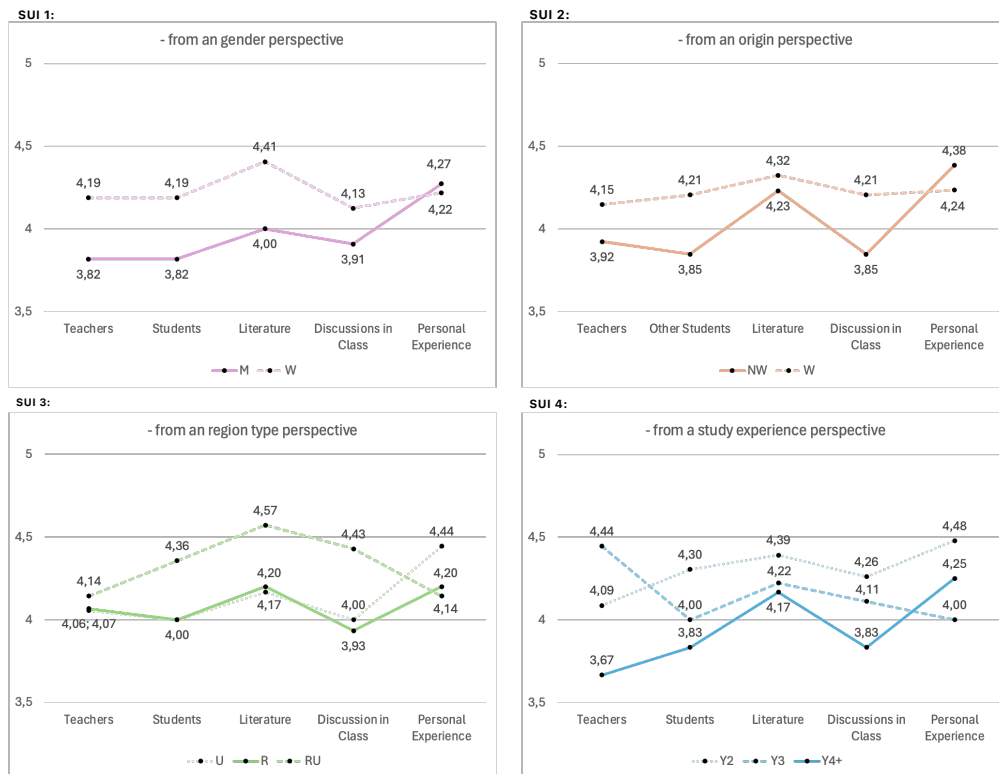 SUI 1:
- from an gender perspective
5
4,5
4
3,5
4,19
4,19
4,41
4,13
4,27
4,22
3,82
3,82
4,00
3,91
Teachers
Students
Literature
Discussions in
Class
Personal
Experience
M
W
SUI 2:
- from an origin perspective
5
4,5
4
3,5
4,15
4,21
4,32
4,21
4,38
4,24
3,92
3,85
4,23
3,85
Teachers
Other Students
Literature
Discussion in
Class
Personal
Experience
NW
W
SUI 3:
- from an region type perspective
5
4,5
4
3,5
4,14
4,36
4,57
4,43
4,44
4,20
4,14
4,06; 4,07
4,00
4,20
4,17
4,00
3,93
Teachers
Students
Literature
Discussion in
Class
Personal
Experience
U
R
RU
SUI 4:
- from a study experience perspective
5
4,5
4
3,5
4,44
4,09
3,67
4,30
4,00
3,83
4,39
4,22
4,17
4,26
4,11
3,83
4,48
4,25
4,00
Teachers
Students
Literature
Discussions in
Class
Personal
Experience
Y2
Y3
Y4+